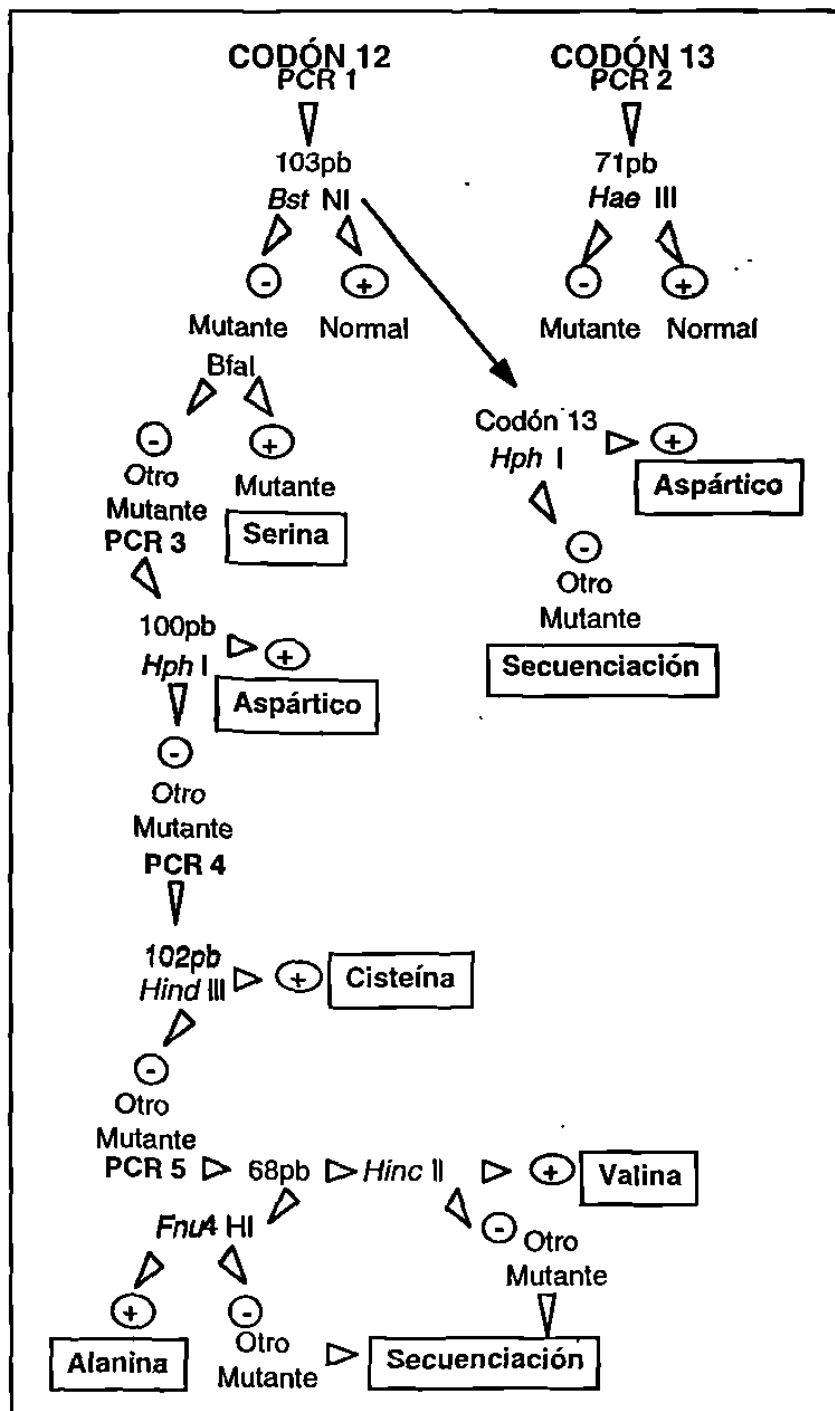 CODÓN 12
PCR 1
103pb
Bst NI
-
+
Mutante Normal
BfaI
-
+
Otro
Mutante
Mutante
Serina
PCR 3
100pb
Hph I
+
Aspártico
-
Otro
Mutante
PCR 4
102pb
Hind III
+
Cisteína
-
Otro
Mutante
PCR 5
68pb
Hinc II
+
Valina
-
Otro
Mutante
Fnu4 HI
+
Alanina
-
Otro
Mutante
Secuenciación
CODÓN 13
PCR 2
71pb
Hae III
-
+
Mutante Normal
Codón 13
Hph I
+
Aspártico
-
Otro
Mutante
Secuenciación